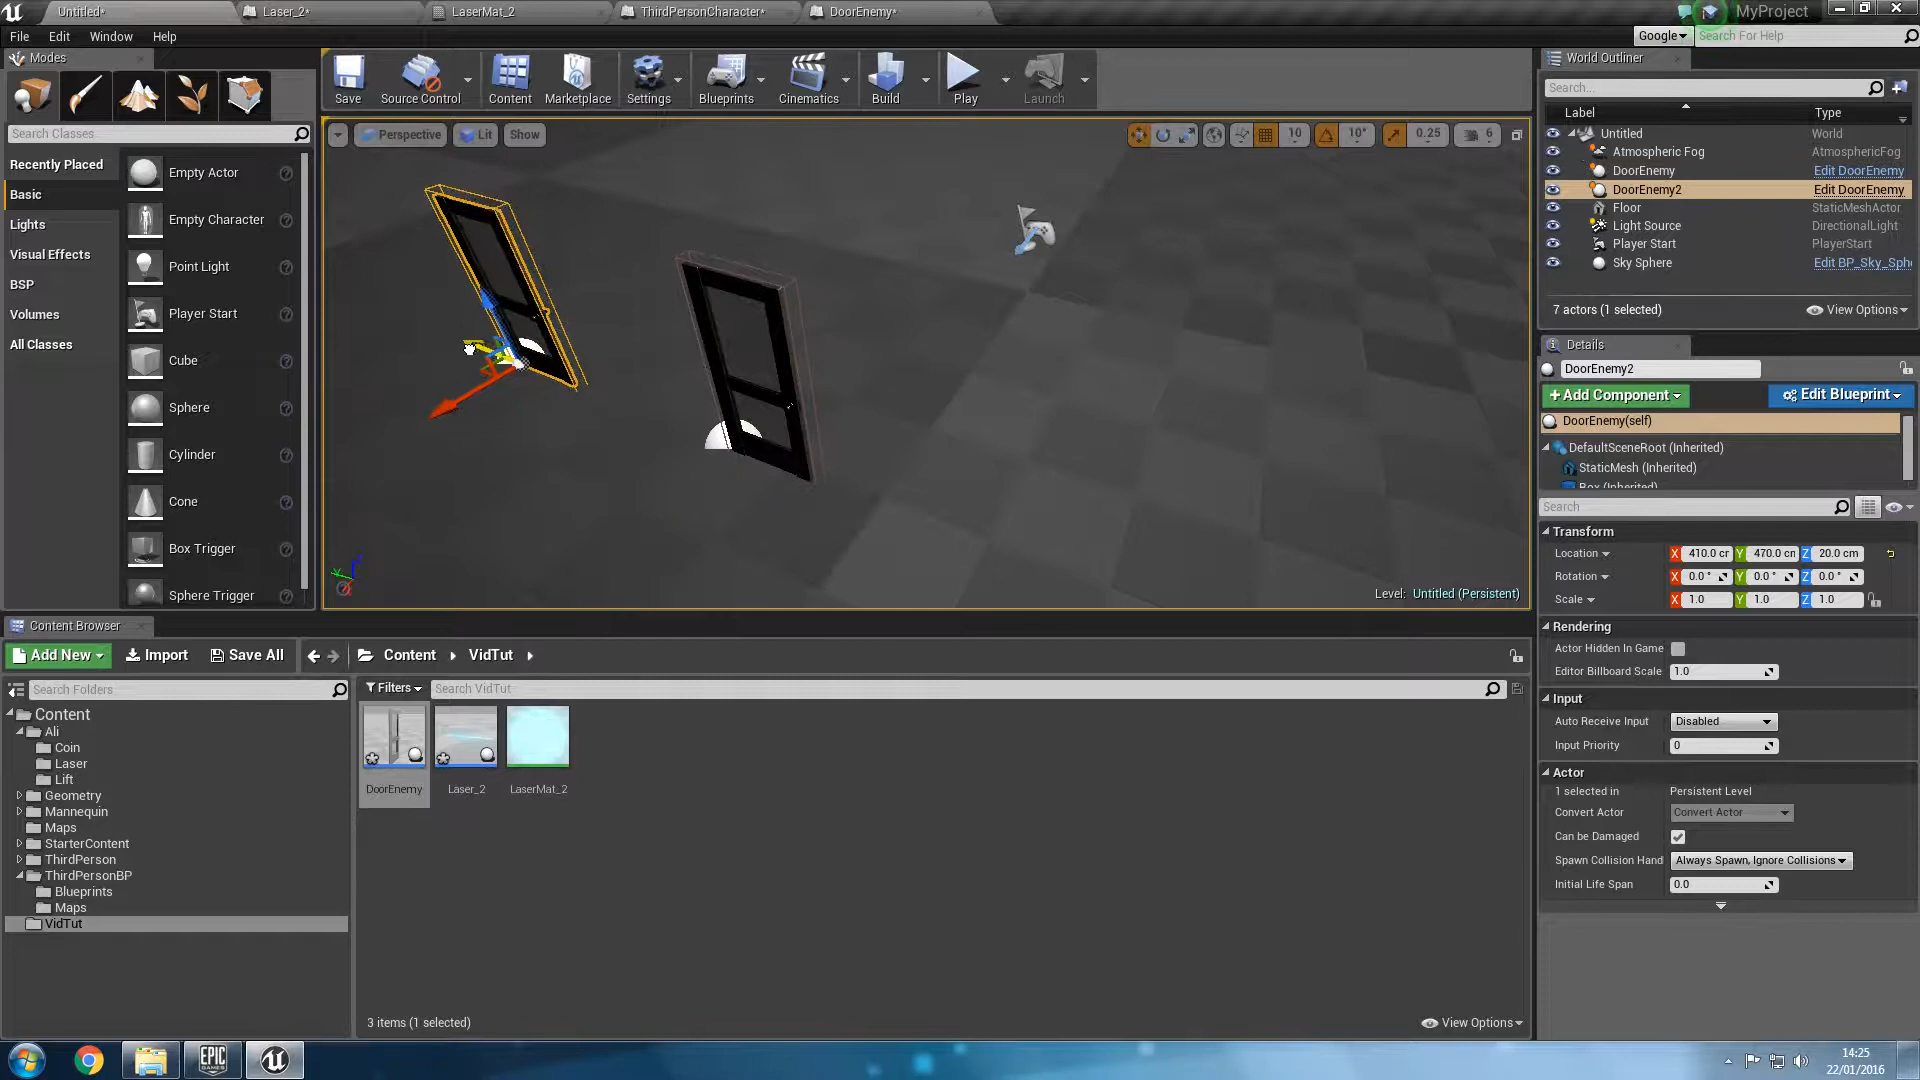 Untitled*
Laser_2*
LaserMat_2
ThirdPersonCharacter*
DoorEnemy*
MyProject
File
Edit
Window
Help
Google
Search For Help
Modes
Search Classes
Recently Placed
Basic
Lights
Visual Effects
BSP
Volumes
All Classes
Empty Actor
Empty Character
Point Light
Player Start
Cube
Sphere
Cylinder
Cone
Box Trigger
Sphere Trigger
Save
Source Control
Content
Marketplace
Settings
Blueprints
Cinematics
Build
Play
Launch
Perspective
Lit
Show
10
10°
0.25
6
Level: Untitled (Persistent)
World Outliner
Search...
Label
Type
Untitled
World
Atmospheric Fog
AtmosphericFog
DoorEnemy
Edit DoorEnemy
DoorEnemy2
Edit DoorEnemy
Floor
StaticMeshActor
Light Source
DirectionalLight
Player Start
PlayerStart
Sky Sphere
Edit BP_Sky_Sph
7 actors (1 selected)
View Options
Details
DoorEnemy2
+ Add Component
Edit Blueprint
DoorEnemy(self)
DefaultSceneRoot (Inherited)
StaticMesh (Inherited)
Box (Inherited)
Search
Transform
Location
X 410.0 cm
Y 470.0 cm
Z 20.0 cm
Rotation
X 0.0 °
Y 0.0 °
Z 0.0 °
Scale
X 1.0
Y 1.0
Z 1.0
Rendering
Actor Hidden In Game
Editor Billboard Scale
1.0
Input
Auto Receive Input
Disabled
Input Priority
0
Actor
1 selected in
Persistent Level
Convert Actor
Convert Actor
Can be Damaged
Spawn Collision Hand
Always Spawn, Ignore Collisions
Initial Life Span
0.0
Content Browser
Add New
Import
Save All
Content
VidTut
Search Folders
Filters
Search VidTut
Content
Ali
Coin
Laser
Lift
Geometry
Mannequin
Maps
StarterContent
ThirdPerson
ThirdPersonBP
Blueprints
Maps
VidTut
DoorEnemy
Laser_2
LaserMat_2
3 items (1 selected)
View Options
EPIC
GAMES
14:25
22/01/2016